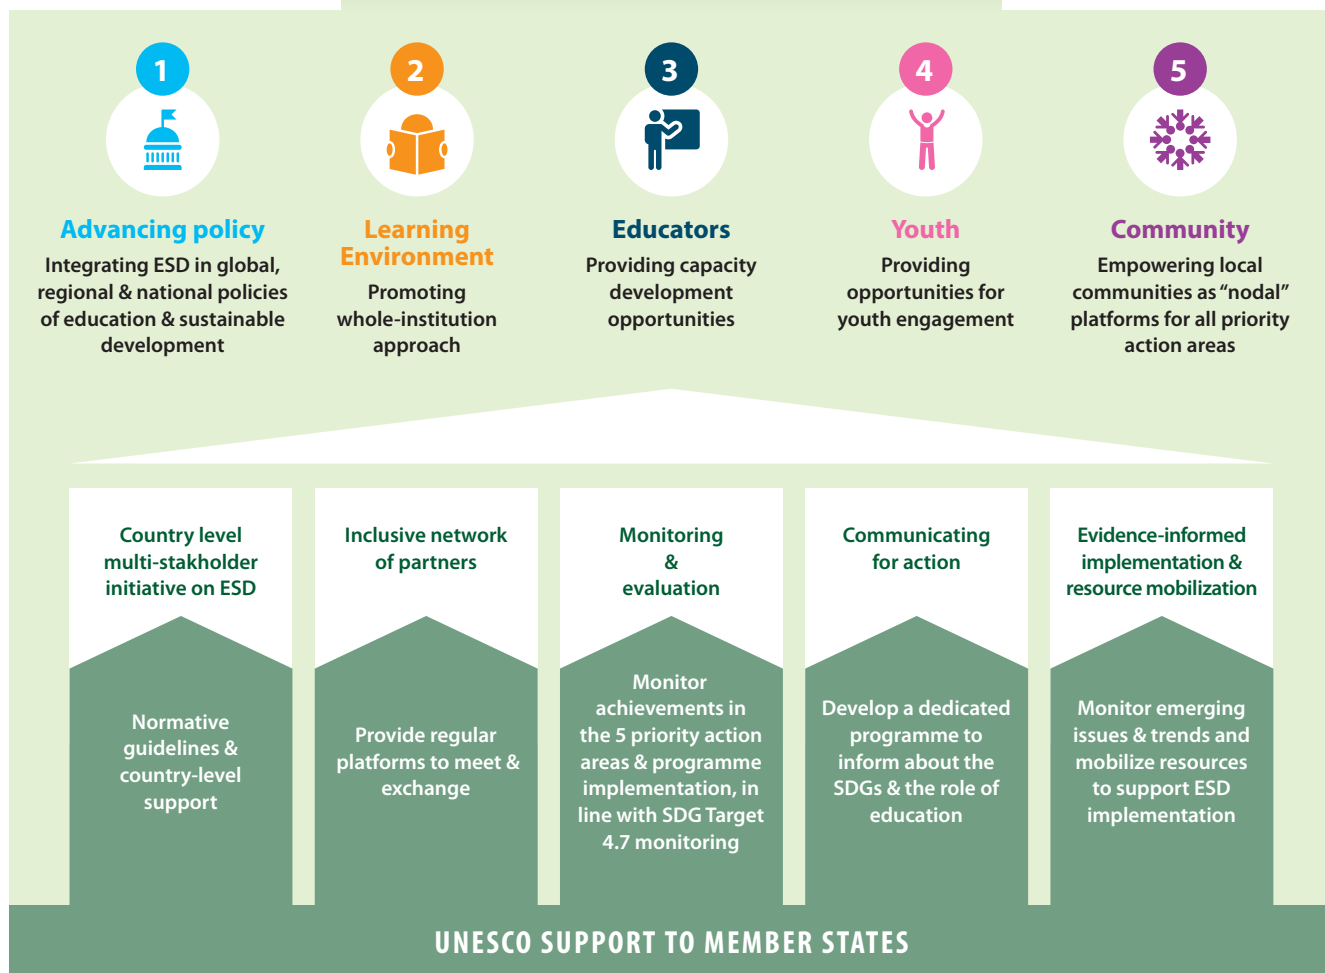 1
Advancing policy
Integrating ESD in global,
regional & national policies
of education & sustainable
development
2
Learning
Environment
Promoting
whole-institution
approach
3
Educators
Providing capacity
development
opportunities
4
Youth
Providing
opportunities for
youth engagement
5
Community
Empowering local
communities as “nodal”
platforms for all priority
action areas
Country level
multi-stakholder
initiative on ESD
Normative
guidelines &
country-level
support
Inclusive network
of partners
Provide regular
platforms to meet &
exchange
Monitoring
&
evaluation
Monitor
achievements in
the 5 priority action
areas & programme
implementation, in
line with SDG Target
4.7 monitoring
Communicating
for action
Develop a dedicated
programme to
inform about the
SDGs & the role of
education
Evidence-informed
implementation &
resource mobilization
Monitor emerging
issues & trends and
mobilize resources
to support ESD
implementation
UNESCO SUPPORT TO MEMBER STATES